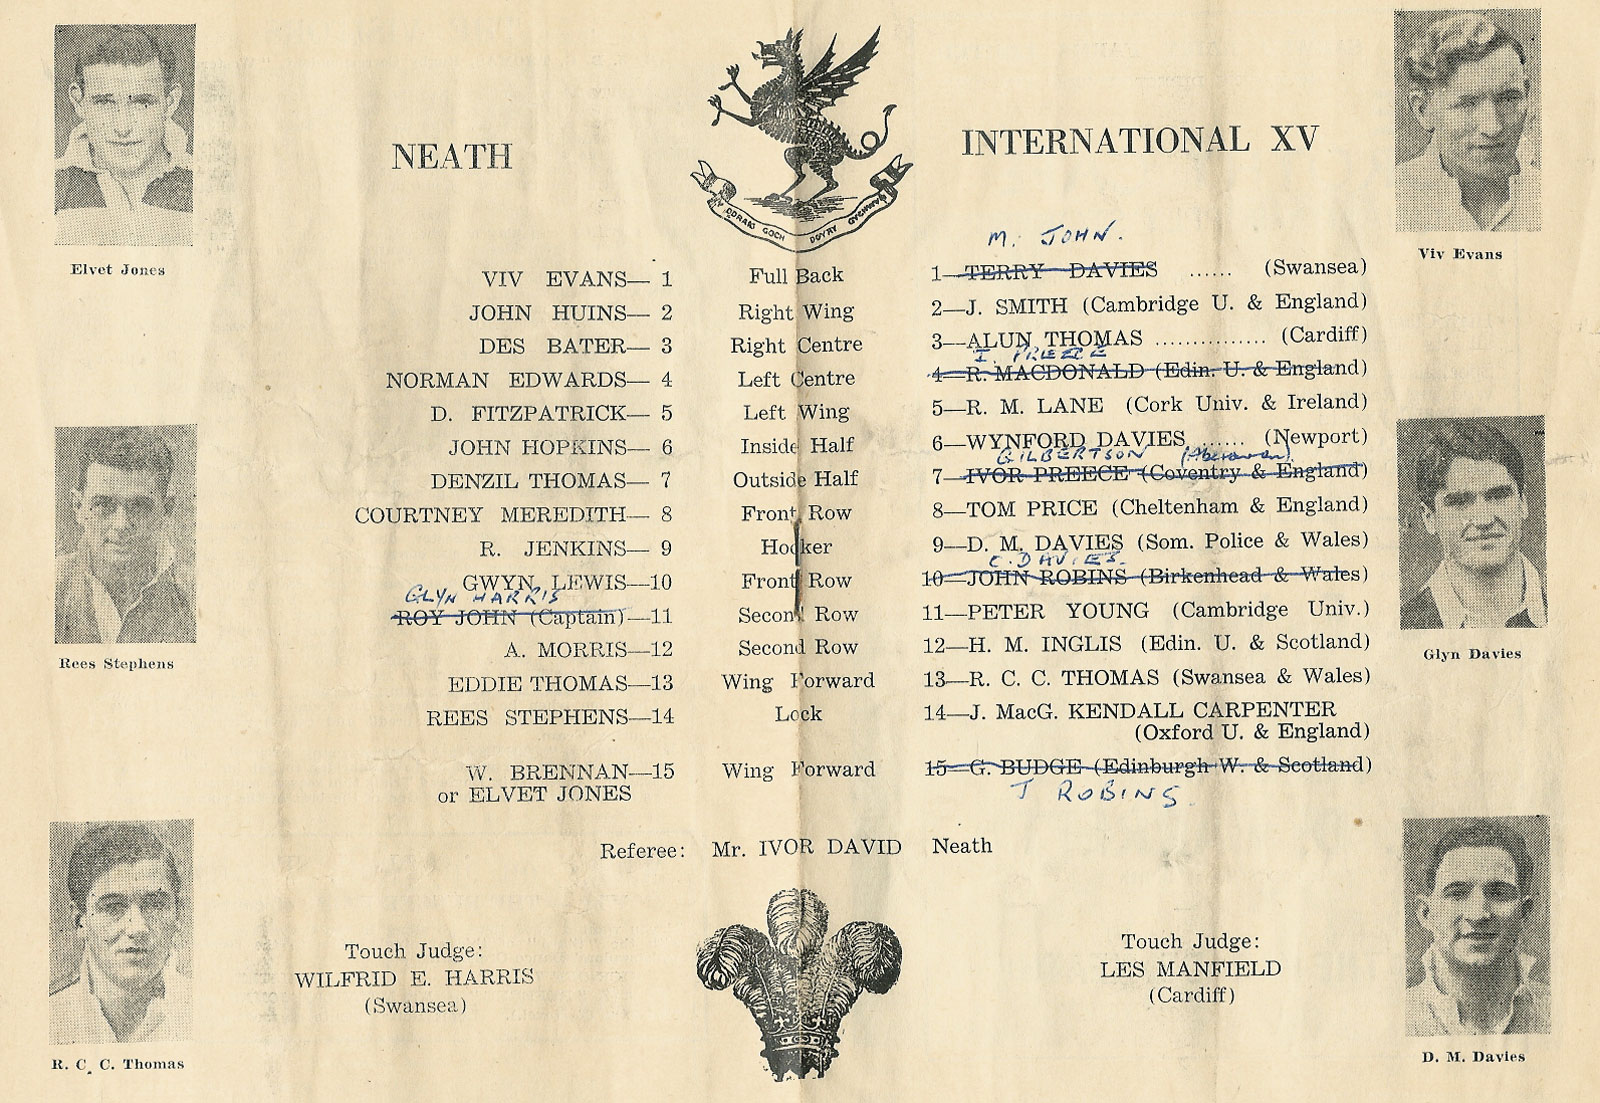 NEATH
INTERNATIONAL XV
Y DDRAIG GOCH DDYRY CYCHWYN
Elvet Jones
Viv Evans
M. JOHN.
VIV EVANS— 1 Full Back 1—TERRY DAVIES ...... (Swansea)
JOHN HUINS— 2 Right Wing 2—J. SMITH (Cambridge U. & England)
DES BATER— 3 Right Centre 3—ALUN THOMAS ............... (Cardiff)
I. PREECE
NORMAN EDWARDS— 4 Left Centre 4—R. MACDONALD (Edin. U. & England)
D. FITZPATRICK— 5 Left Wing 5—R. M. LANE (Cork Univ. & Ireland)
JOHN HOPKINS— 6 Inside Half 6—WYNFORD DAVIES ...... (Newport)
GILBERTSON (Aberavon).
DENZIL THOMAS— 7 Outside Half 7—IVOR PREECE (Coventry & England)
COURTNEY MEREDITH— 8 Front Row 8—TOM PRICE (Cheltenham & England)
R. JENKINS— 9 Hooker 9—D. M. DAVIES (Som. Police & Wales)
C. DAVIES.
GWYN LEWIS—10 Front Row 10—JOHN ROBINS (Birkenhead & Wales)
GLYN HARRIS
ROY JOHN (Captain)—11 Second Row 11—PETER YOUNG (Cambridge Univ.)
A. MORRIS—12 Second Row 12—H. M. INGLIS (Edin. U. & Scotland)
EDDIE THOMAS—13 Wing Forward 13—R. C. C. THOMAS (Swansea & Wales)
REES STEPHENS—14 Lock 14—J. MacG. KENDALL CARPENTER
(Oxford U. & England)
W. BRENNAN—15 Wing Forward 15—G. BUDGE (Edinburgh W. & Scotland)
or ELVET JONES
J ROBINS
Rees Stephens
Glyn Davies
Referee: Mr. IVOR DAVID Neath
Touch Judge:
WILFRID E. HARRIS
(Swansea)
Touch Judge:
LES MANFIELD
(Cardiff)
R. C. C. Thomas
D. M. Davies